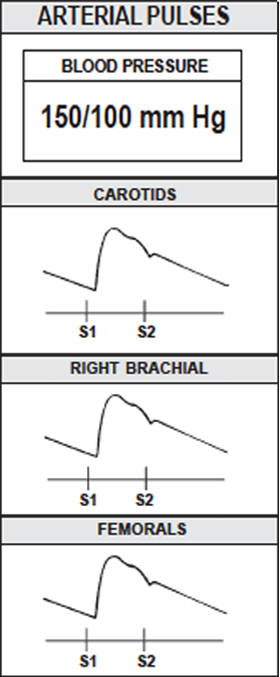 ARTERIAL PULSES
BLOOD PRESSURE
150/100 mm Hg
CAROTIDS
S1 S2
RIGHT BRACHIAL
S1 S2
FEMORALS
S1 S2